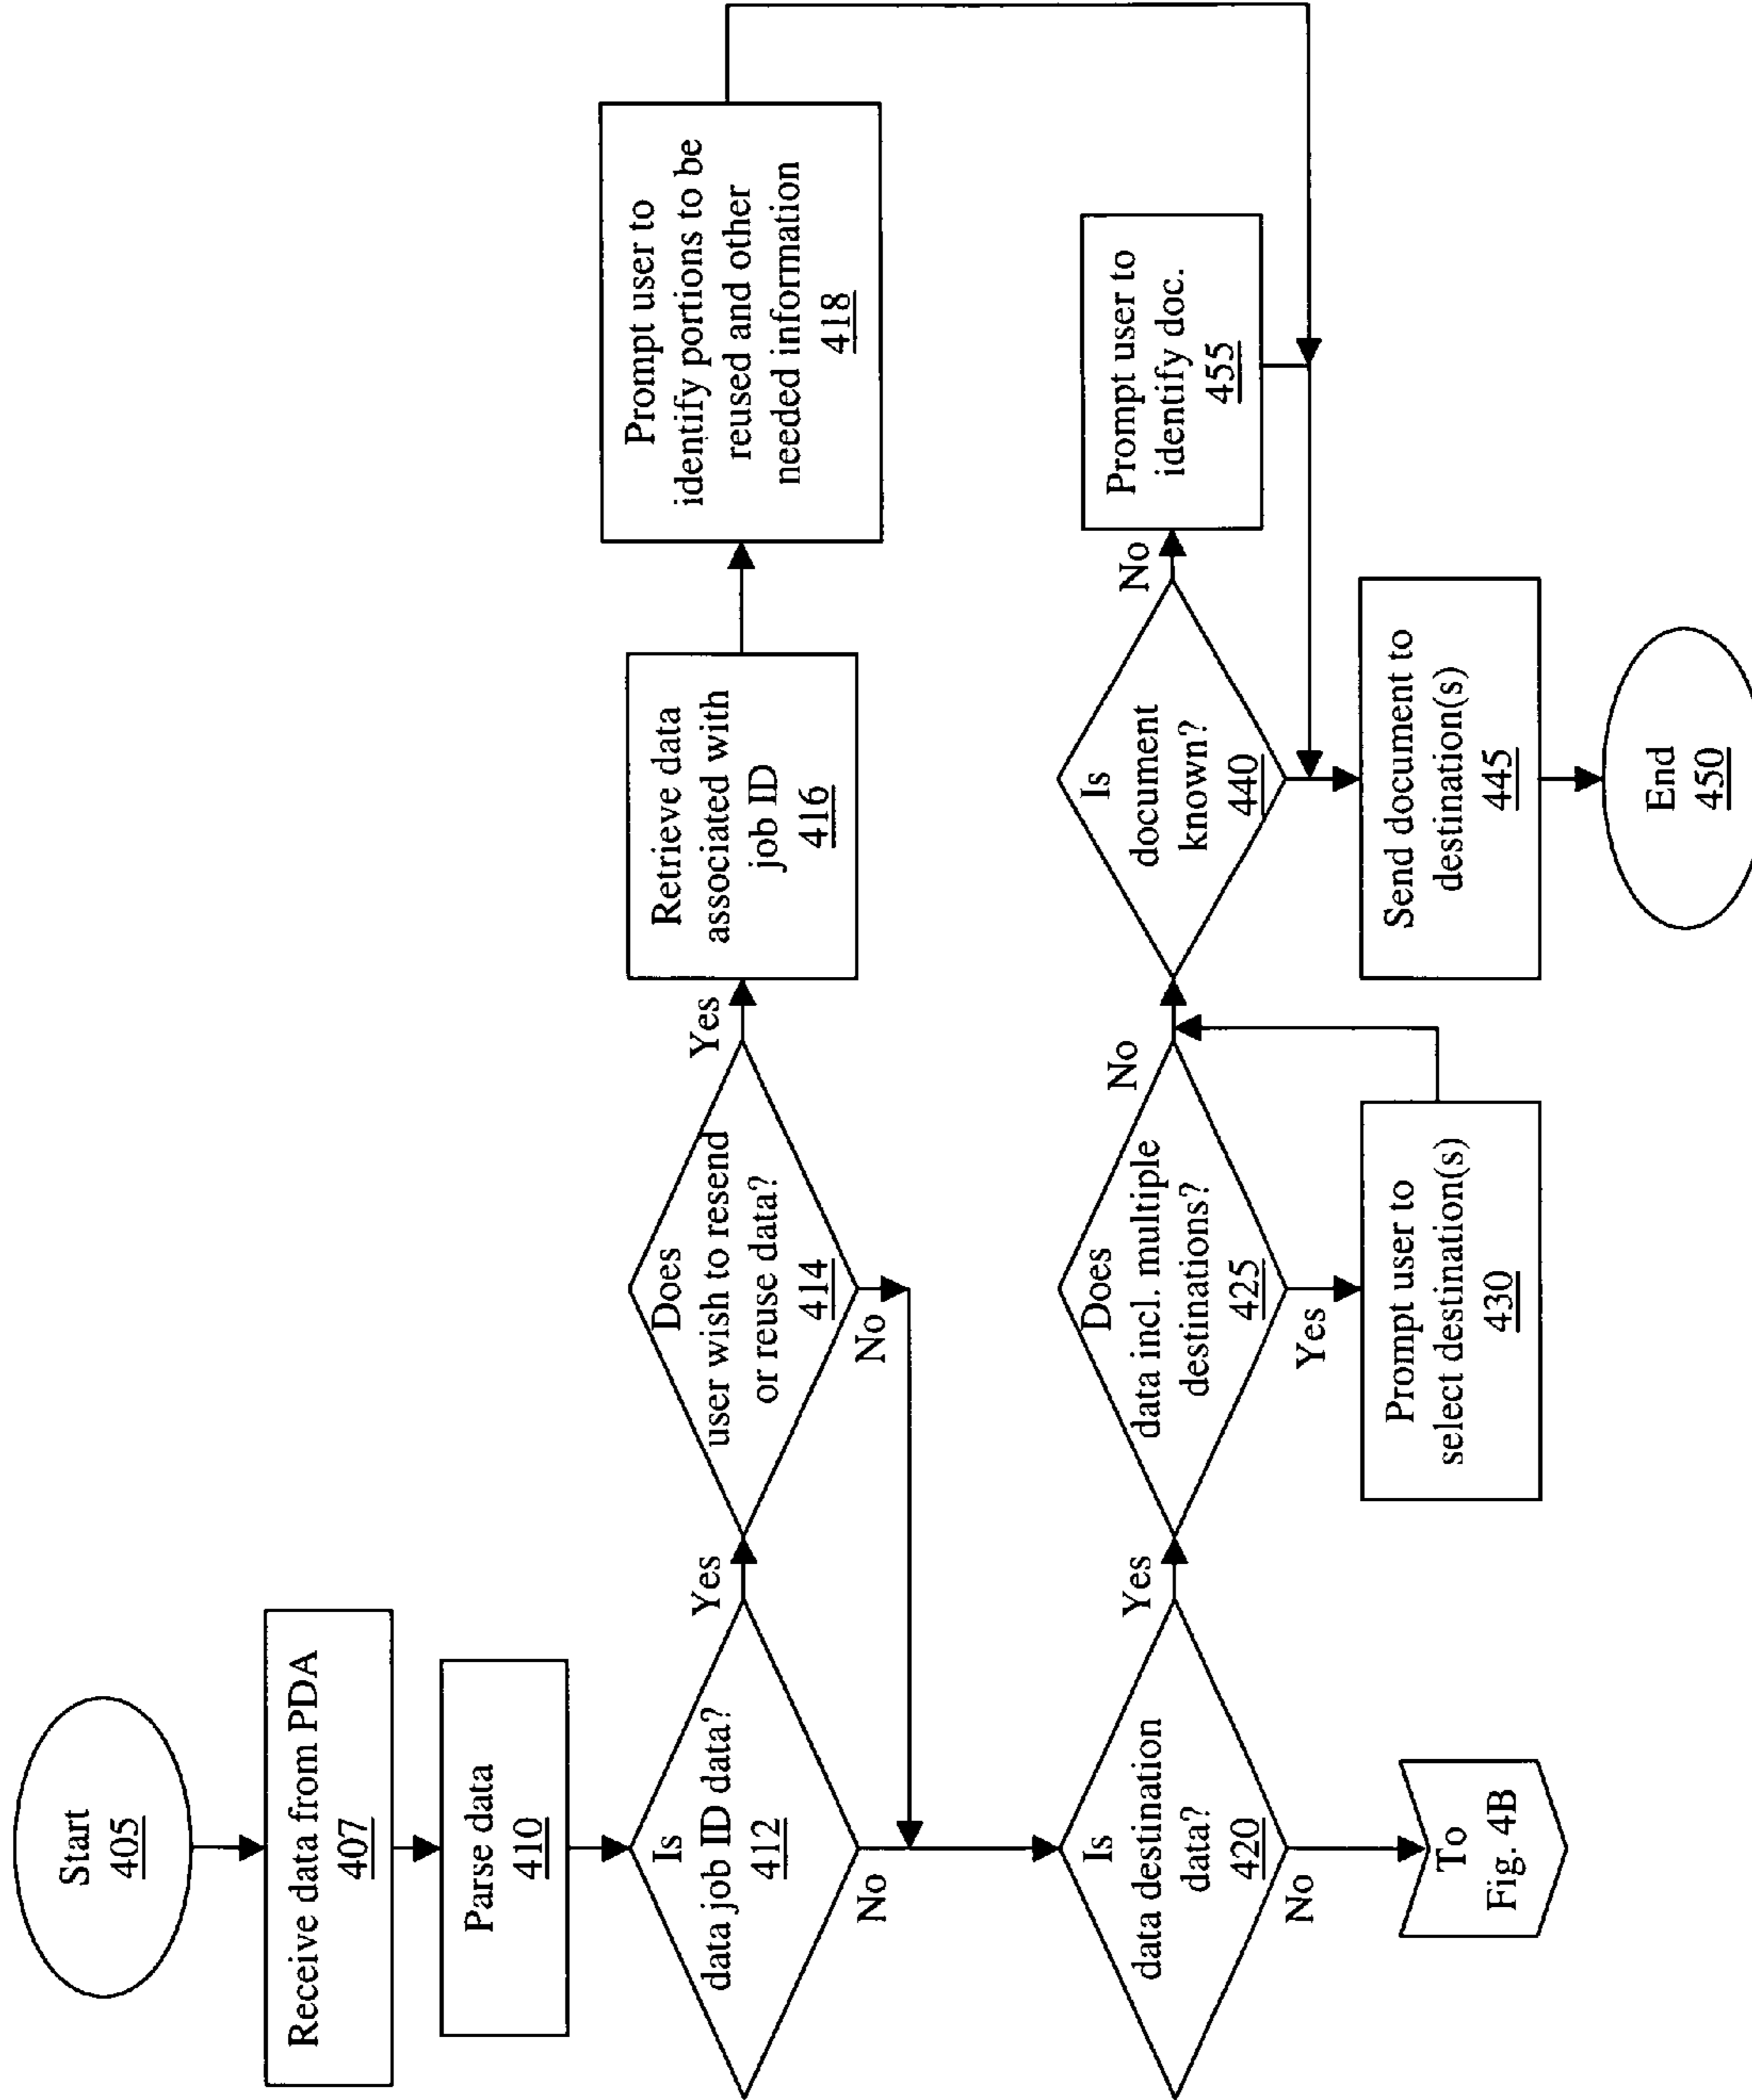 Start
405
Receive data from PDA
407
Parse data
410
Is
data job ID data?
412
Yes
No
Does
user wish to resend
or reuse data?
414
Yes
No
Retrieve data
associated with
job ID
416
Prompt user to
identify portions to be
reused and other
needed information
418
Is
data destination
data?
420
Yes
No
To
Fig. 4B
Does
data incl. multiple
destinations?
425
No
Yes
Prompt user to
select destination(s)
430
Is
document
known?
440
No
Prompt user to
identify doc.
455
Send document to
destination(s)
445
End
450